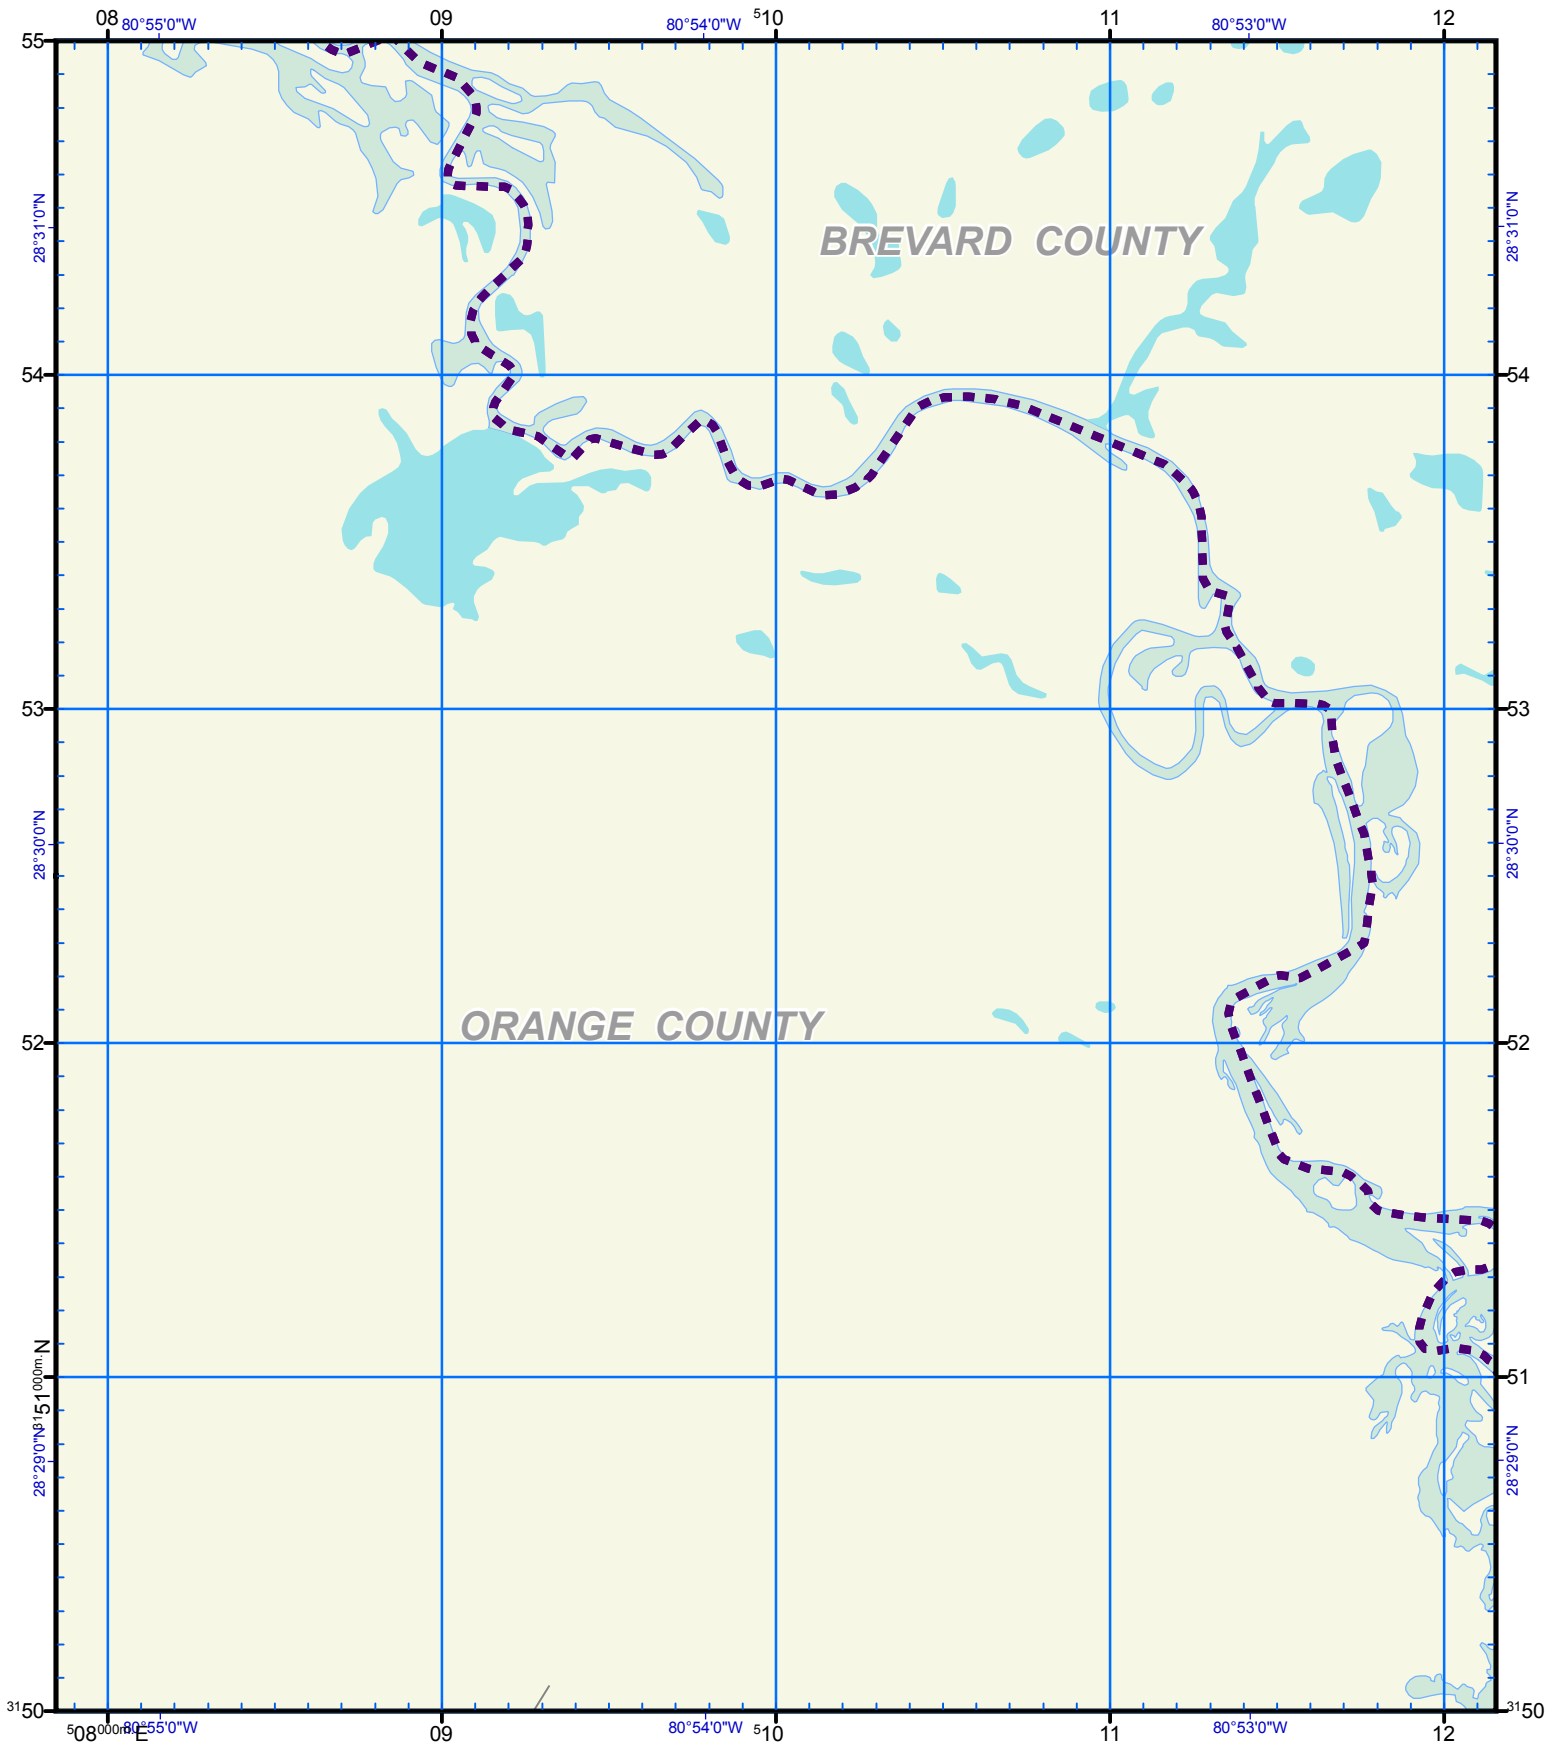 08 09 ⁵10 11 12
80°55'0"W 80°54'0"W 80°53'0"W
55
28°31'0"N 28°31'0"N
BREVARD COUNTY
54 54
53 53
28°30'0"N 28°30'0"N
ORANGE COUNTY
52 52
³¹51⁰⁰⁰ᵐ·N 51
28°29'0"N 28°29'0"N
³¹50 ³¹50
⁵08⁰⁰⁰ᵐ·E 09 ⁵10 11 12
80°55'0"W 80°54'0"W 80°53'0"W